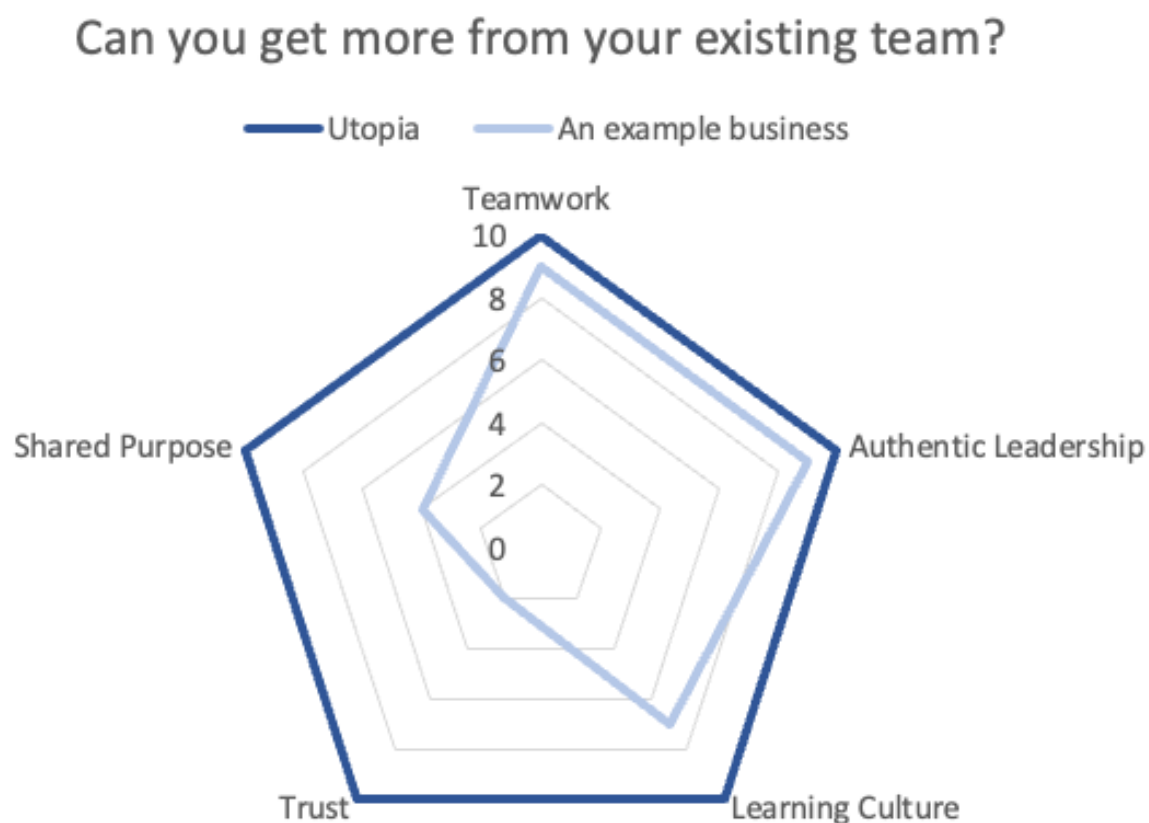 Can you get more from your existing team?
Utopia An example business
Teamwork
10
8
6
4
2
0
Shared Purpose
Authentic Leadership
Trust
Learning Culture